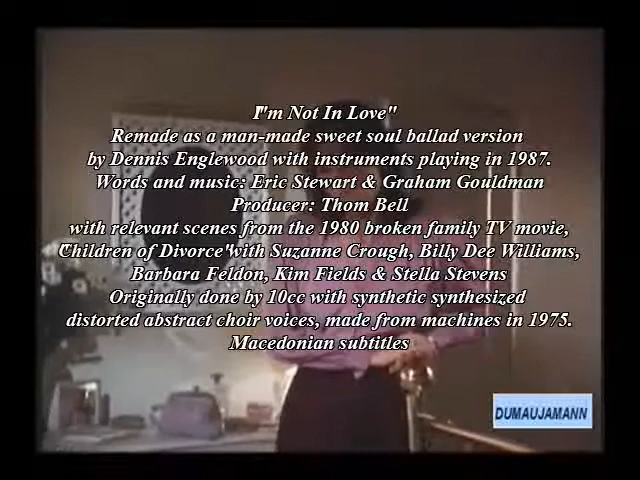 I"m Not In Love"
Remade as a man-made sweet soul ballad version
by Dennis Englewood with instruments playing in 1987.
Words and music: Eric Stewart & Graham Gouldman
Producer: Thom Bell
with relevant scenes from the 1980 broken family TV movie,
"Children of Divorce" with Suzanne Crough, Billy Dee Williams,
Barbara Feldon, Kim Fields & Stella Stevens
Originally done by 10cc with synthetic synthesized
distorted abstract choir voices, made from machines in 1975.
Macedonian subtitles
DUMAUJAMANN